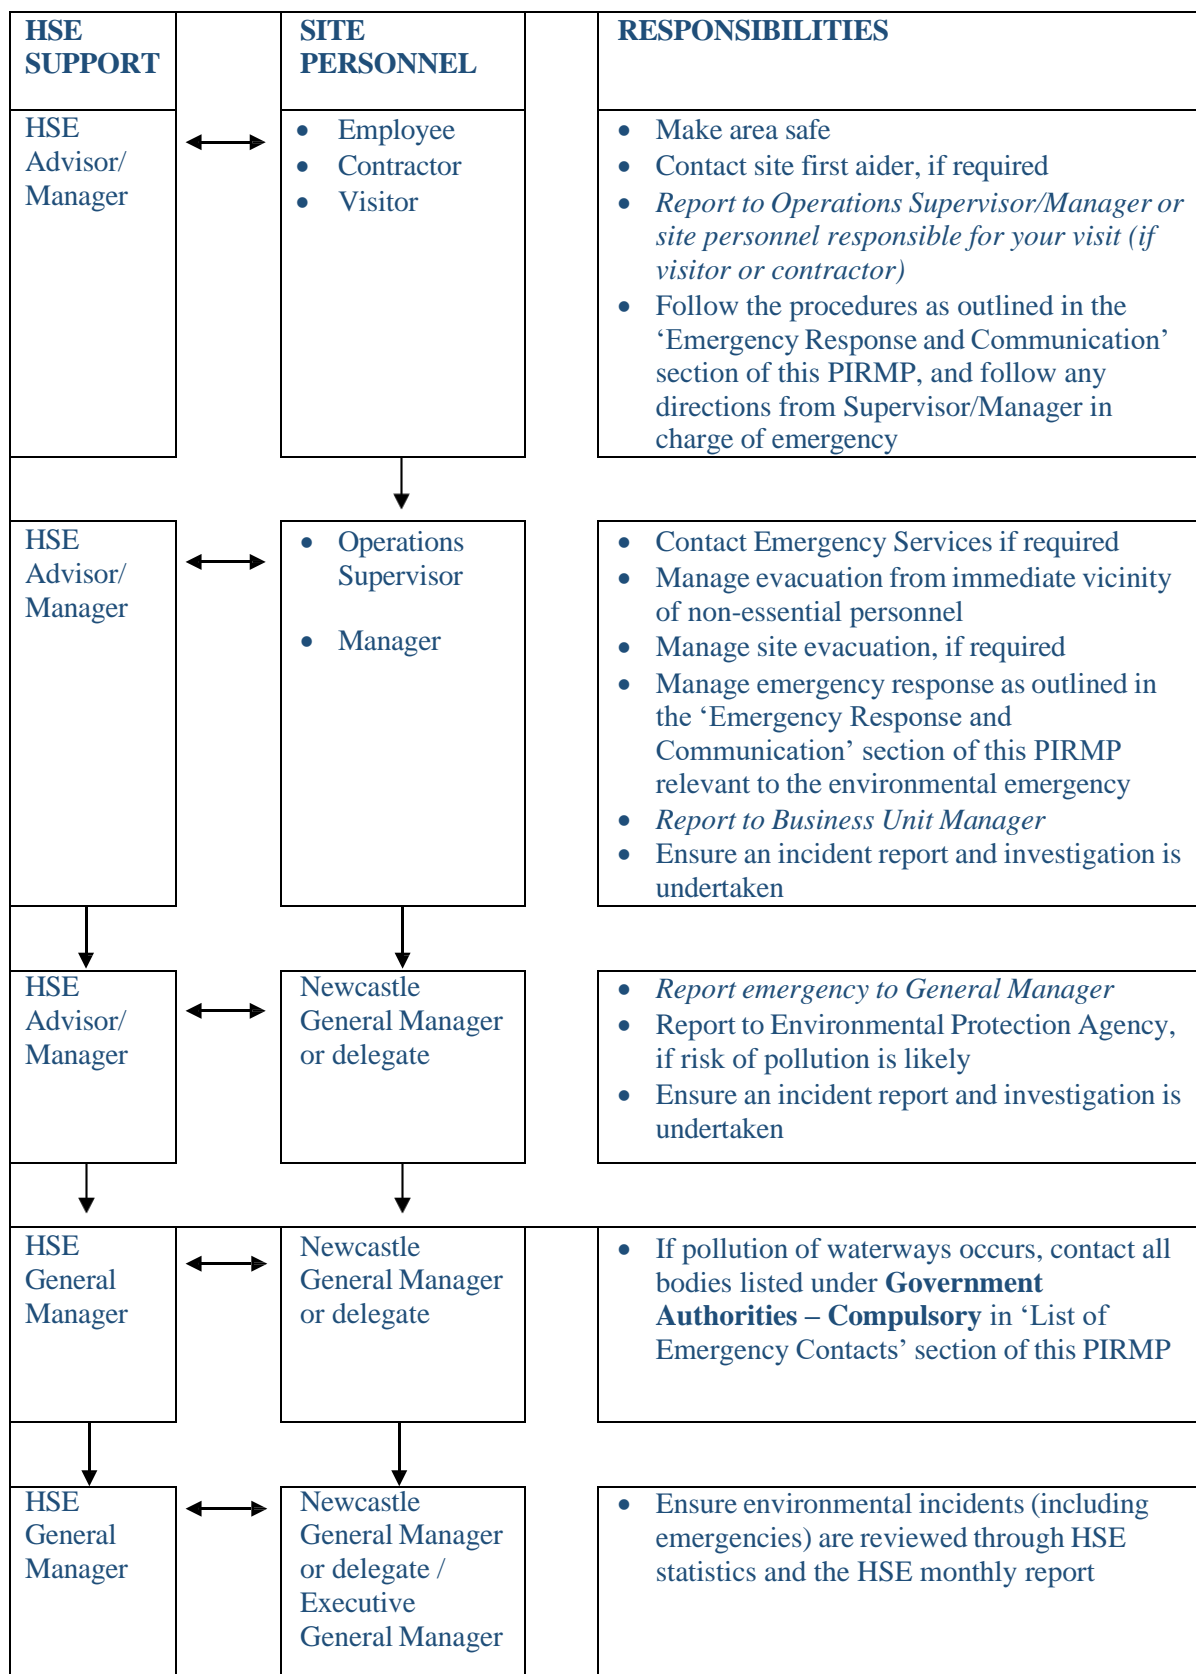 HSE
SUPPORT
SITE
PERSONNEL
RESPONSIBILITIES
HSE
Advisor/
Manager
• Employee
• Contractor
• Visitor
• Make area safe
• Contact site first aider, if required
• Report to Operations Supervisor/Manager or
site personnel responsible for your visit (if
visitor or contractor)
• Follow the procedures as outlined in the
‘Emergency Response and Communication’
section of this PIRMP, and follow any
directions from Supervisor/Manager in
charge of emergency
HSE
Advisor/
Manager
• Operations
Supervisor
• Manager
• Contact Emergency Services if required
• Manage evacuation from immediate vicinity
of non-essential personnel
• Manage site evacuation, if required
• Manage emergency response as outlined in
the ‘Emergency Response and
Communication’ section of this PIRMP
relevant to the environmental emergency
• Report to Business Unit Manager
• Ensure an incident report and investigation is
undertaken
HSE
Advisor/
Manager
Newcastle
General Manager
or delegate
• Report emergency to General Manager
• Report to Environmental Protection Agency,
if risk of pollution is likely
• Ensure an incident report and investigation is
undertaken
HSE
General
Manager
Newcastle
General Manager
or delegate
• If pollution of waterways occurs, contact all
bodies listed under Government
Authorities – Compulsory in ‘List of
Emergency Contacts’ section of this PIRMP
HSE
General
Manager
Newcastle
General Manager
or delegate /
Executive
General Manager
• Ensure environmental incidents (including
emergencies) are reviewed through HSE
statistics and the HSE monthly report